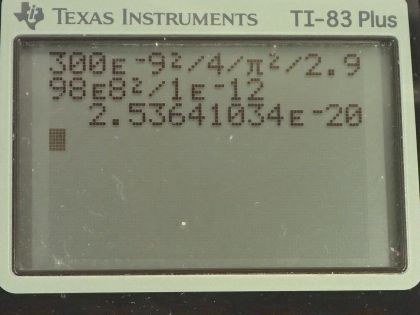 TEXAS INSTRUMENTS TI-83 Plus
300ᴇ⁻9²/4/π²/2.9
98ᴇ8²/1ᴇ⁻12
2.53641034ᴇ⁻20